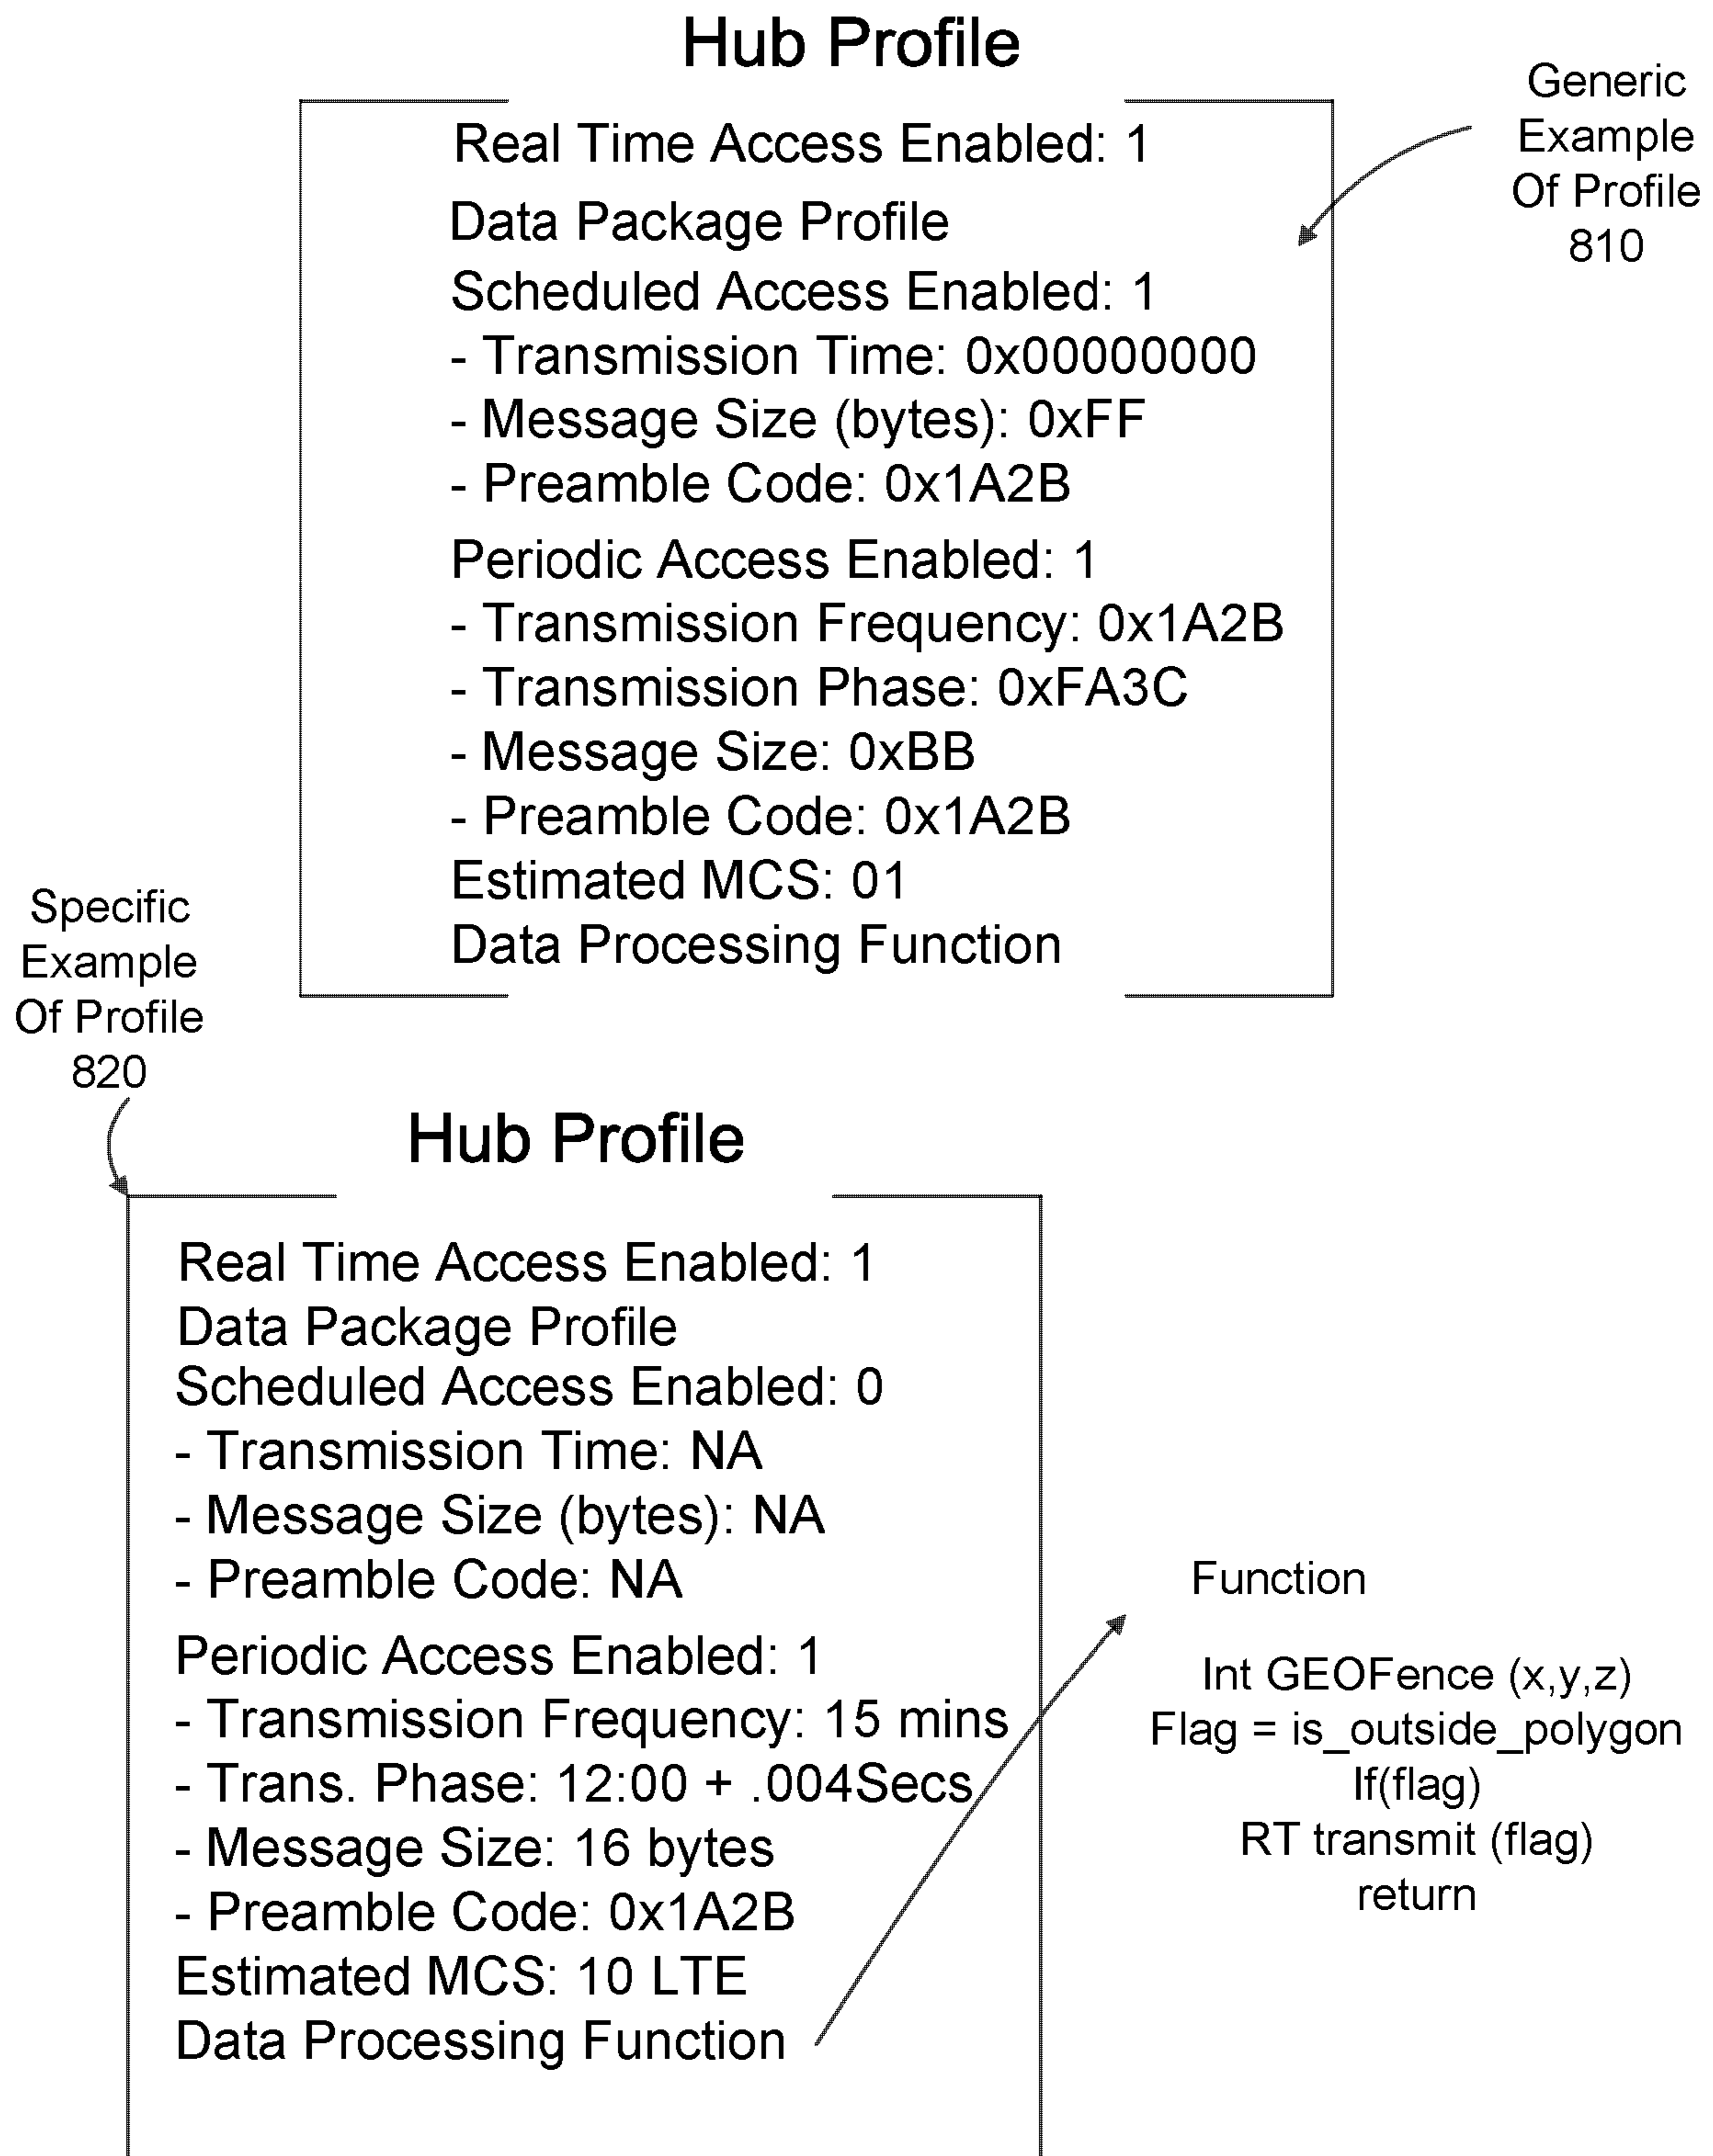 Hub Profile
Generic
Example
Of Profile
810
Real Time Access Enabled: 1
Data Package Profile
Scheduled Access Enabled: 1
- Transmission Time: 0x00000000
- Message Size (bytes): 0xFF
- Preamble Code: 0x1A2B
Periodic Access Enabled: 1
- Transmission Frequency: 0x1A2B
- Transmission Phase: 0xFA3C
- Message Size: 0xBB
- Preamble Code: 0x1A2B
Estimated MCS: 01
Data Processing Function
Specific
Example
Of Profile
820
Hub Profile
Real Time Access Enabled: 1
Data Package Profile
Scheduled Access Enabled: 0
- Transmission Time: NA
- Message Size (bytes): NA
- Preamble Code: NA
Periodic Access Enabled: 1
- Transmission Frequency: 15 mins
- Trans. Phase: 12:00 + .004Secs
- Message Size: 16 bytes
- Preamble Code: 0x1A2B
Estimated MCS: 10 LTE
Data Processing Function
Function
Int GEOFence (x,y,z)
Flag = is_outside_polygon
If(flag)
RT transmit (flag)
return